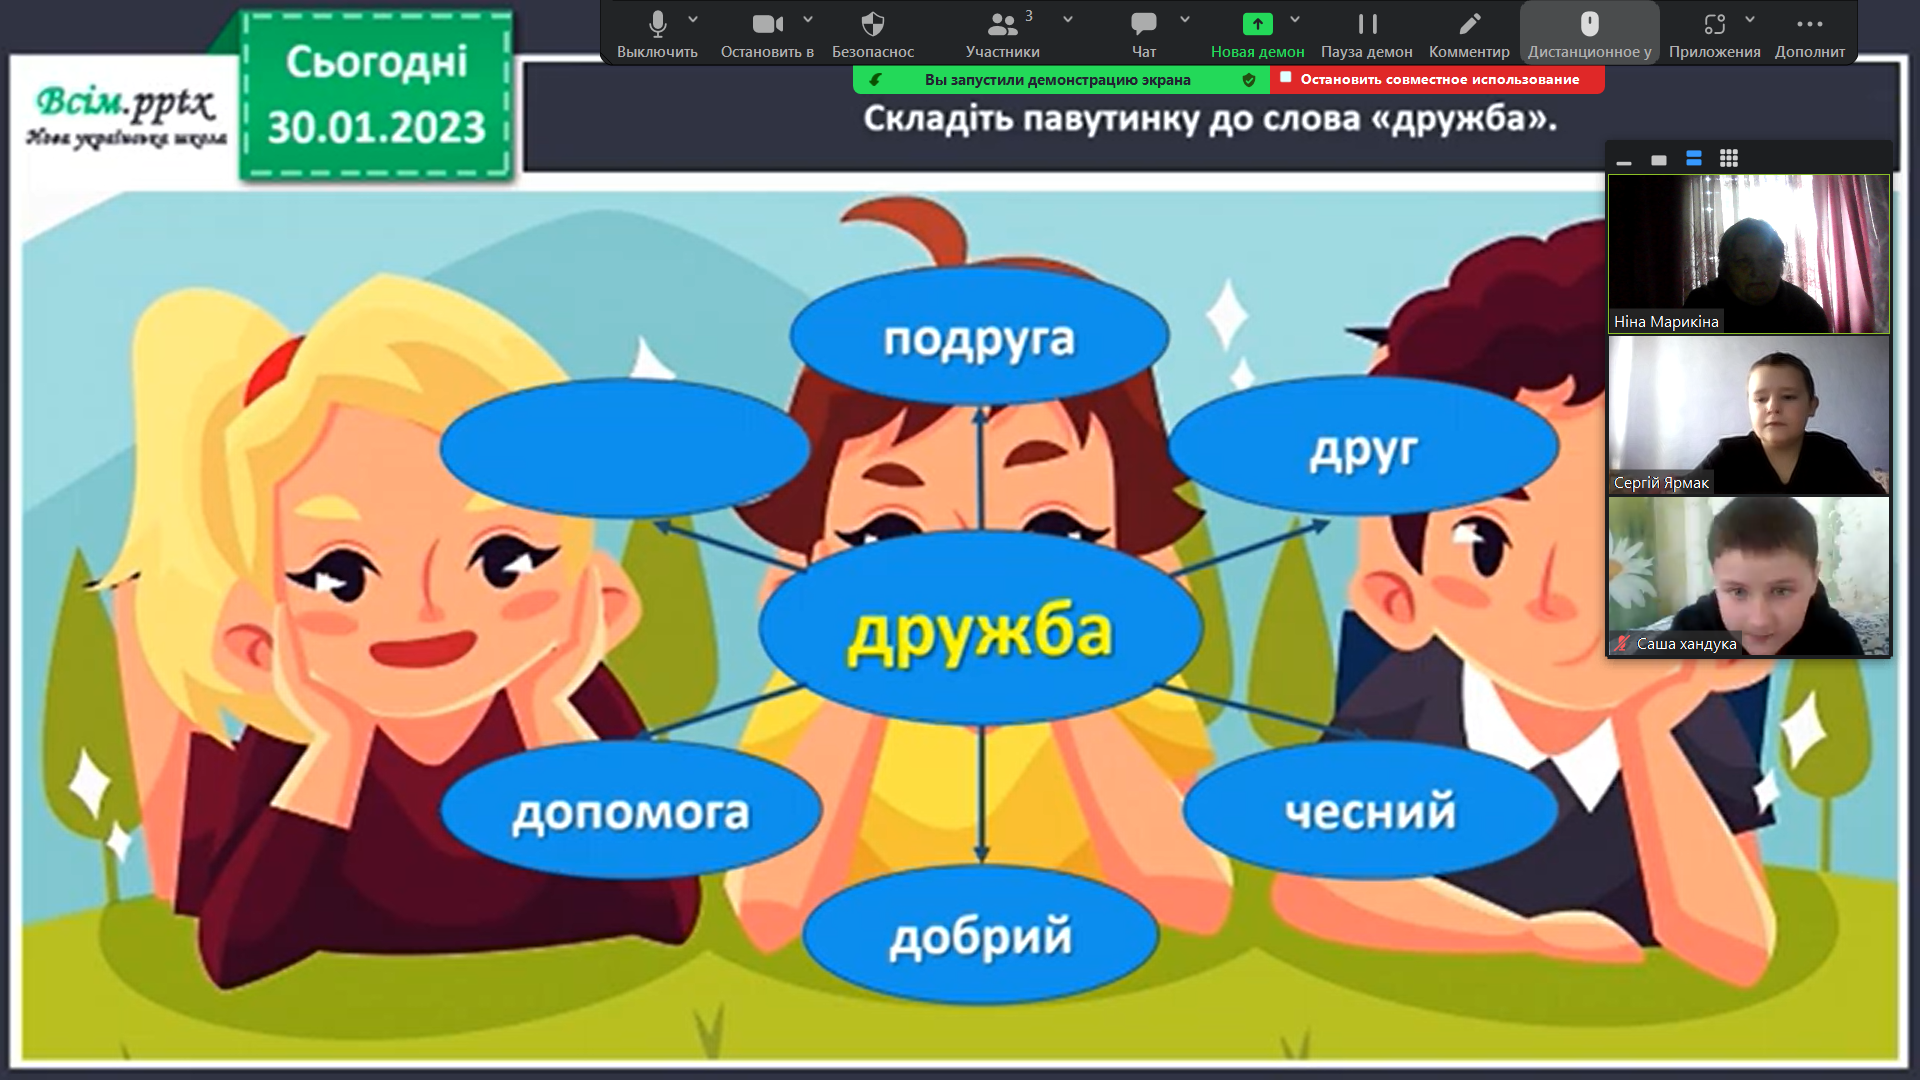 Выключить
Остановить в
Безопаснос
3
Участники
Чат
Новая демон
Пауза демон
Комментир
Дистанционное у
Приложения
Дополнит
Вы запустили демонстрацию экрана
Остановить совместное использование
Сьогодні
30.01.2023
Всім.pptx
Нова українська школа
Складіть павутинку до слова «дружба».
подруга
друг
дружба
допомога
чесний
добрий
Ніна Марикіна
Сергій Ярмак
Саша хандука